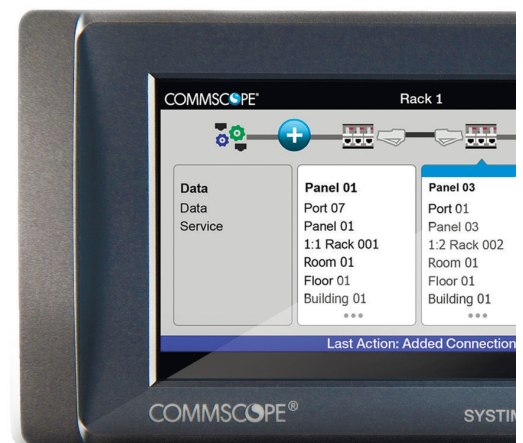 COMMSCOPE®
Rack 1
Data
Data
Service
Panel 01
Port 07
Panel 01
1:1 Rack 001
Room 01
Floor 01
Building 01
Panel 03
Port 01
Panel 03
1:2 Rack 002
Room 01
Floor 01
Building 01
Last Action: Added Connection
COMMSCOPE®
SYSTIM